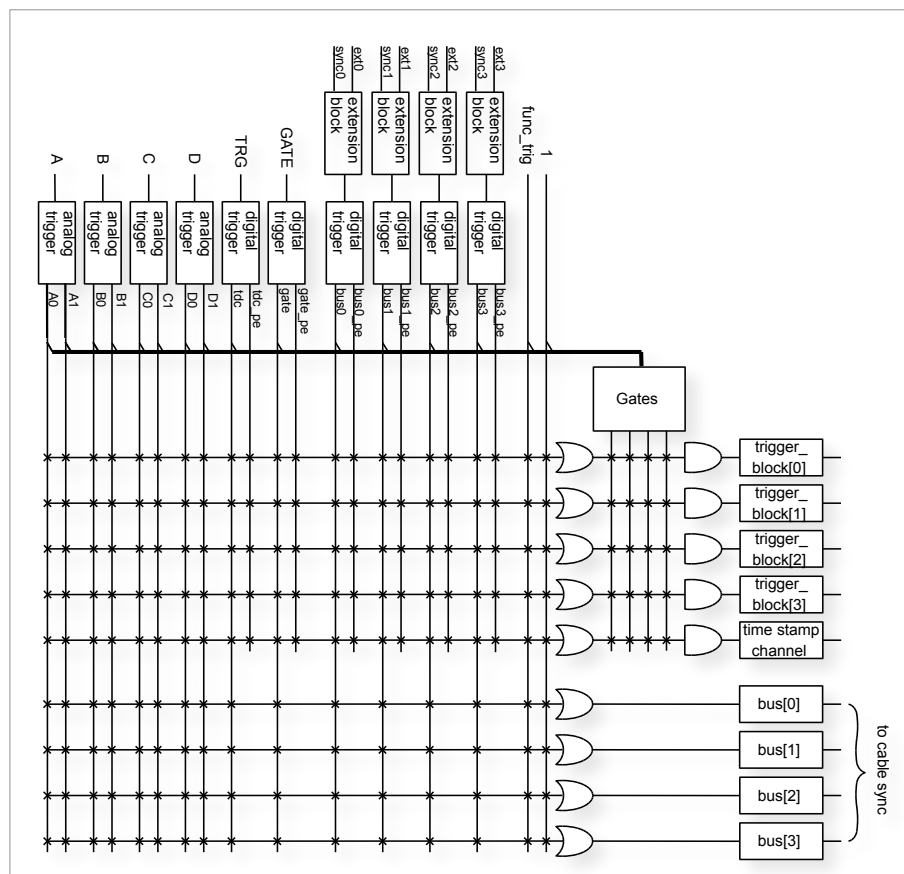 sync0
ext0
sync1
ext1
sync2
ext2
sync3
ext3
extension
block
extension
block
extension
block
extension
block
func_trig
1
A
B
C
D
TRG
GATE
analog
trigger
analog
trigger
analog
trigger
analog
trigger
digital
trigger
digital
trigger
digital
trigger
digital
trigger
digital
trigger
digital
trigger
A0
A1
B0
B1
C0
C1
D0
D1
tdc
tdc_pe
gate
gate_pe
bus0
bus0_pe
bus1
bus1_pe
bus2
bus2_pe
bus3
bus3_pe
Gates
trigger_
block[0]
trigger_
block[1]
trigger_
block[2]
trigger_
block[3]
time stamp
channel
bus[0]
bus[1]
bus[2]
bus[3]
to cable sync